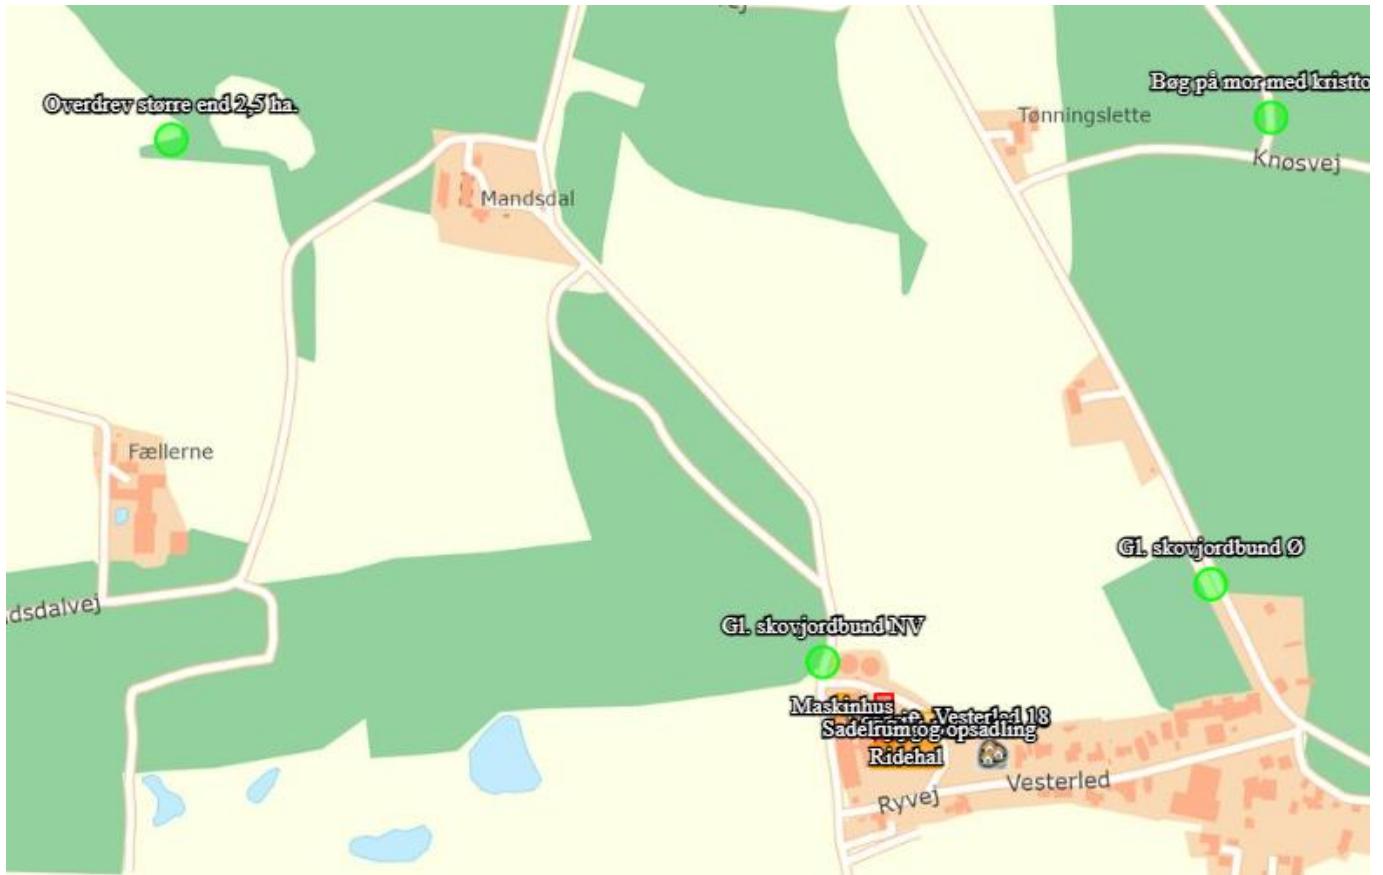 Overdrev større end 2,5 ha.
Bøg på mor med kristto
Tønningslette
Knøsvej
Mandsdal
Fællerne
Gl. skovjordbund Ø
dsdalvej
Gl. skovjordbund NV
Maskinhus
Vesterled 18
Sadelrum og opsadling
Ridehal
Vesterled
Ryvej